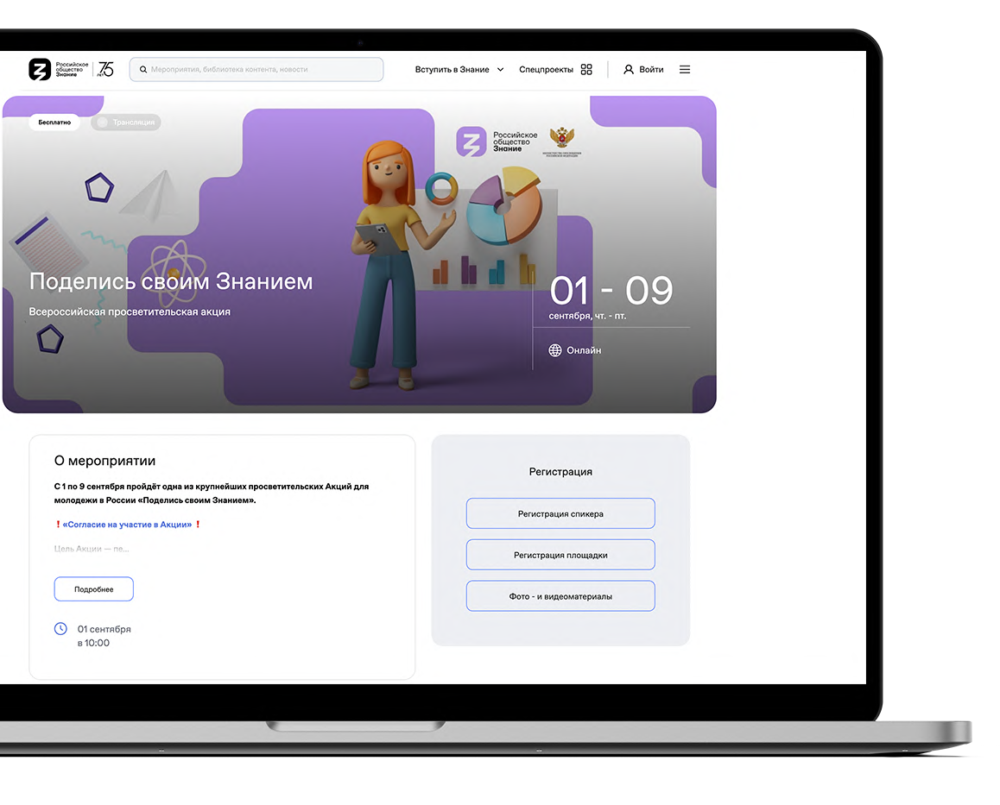 Российское
общество
Знание
75
лет
Мероприятия, библиотека контента, новости
Вступить в Знание
Спецпроекты
Войти
Бесплатно
Трансляция
Российское
общество
Знание
Поделись своим Знанием
Всероссийская просветительская акция
01 - 09
сентября, чт. - пт.
Онлайн
О мероприятии
С 1 по 9 сентября пройдёт одна из крупнейших просветительских Акций для
молодежи в России «Поделись своим Знанием».
❗«Согласие на участие в Акции» ❗
Цель Акции — пе...
Подробнее
01 сентября
в 10:00
Регистрация
Регистрация спикера
Регистрация площадки
Фото - и видеоматериалы